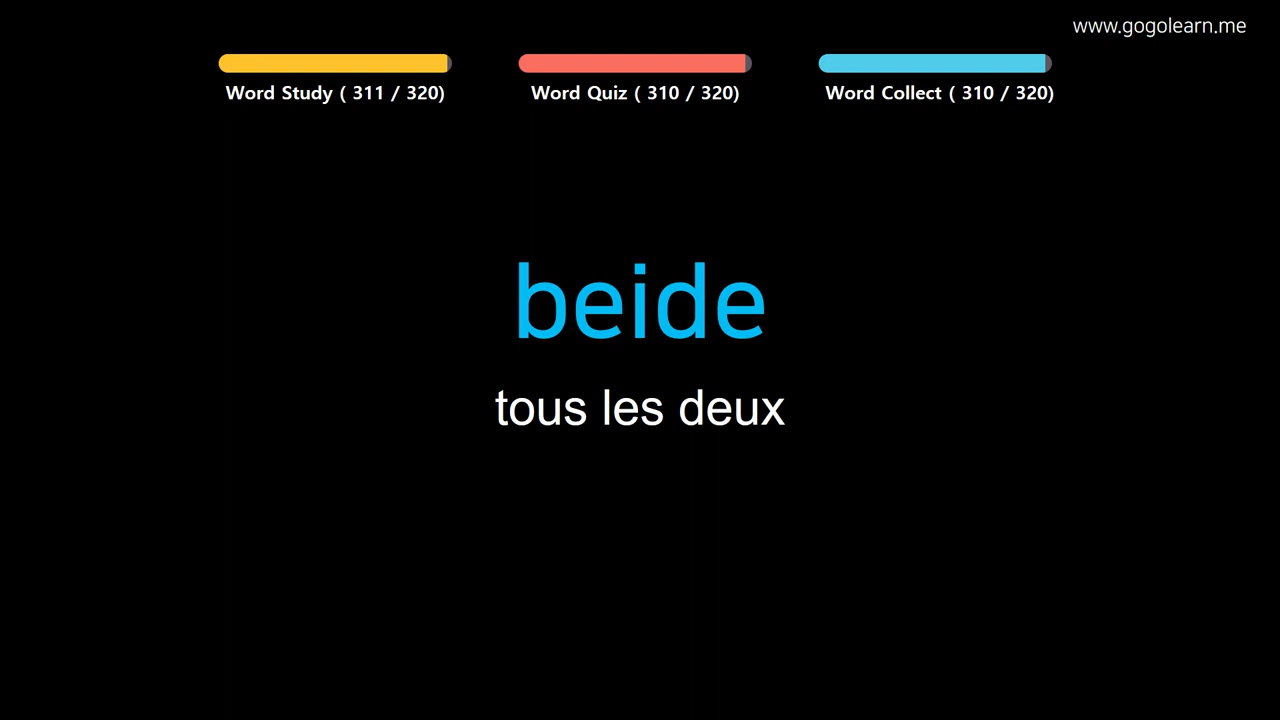 www.gogolearn.me
Word Study ( 311 / 320)
Word Quiz ( 310 / 320)
Word Collect ( 310 / 320)
beide
tous les deux